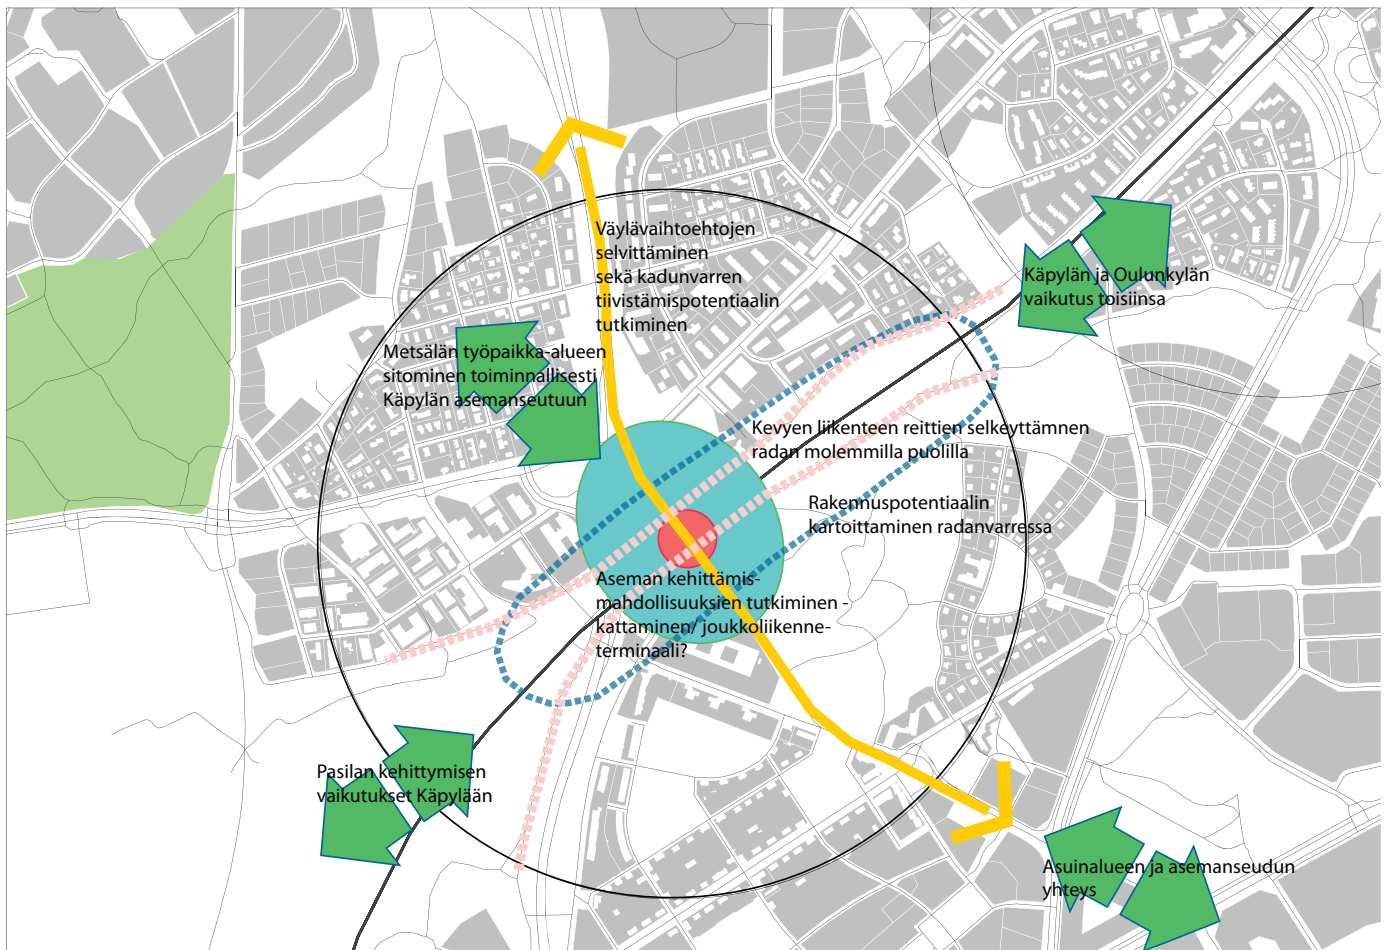 Väylävaihtoehtojen
selvittäminen
sekä kadunvarren
tiivistämispotentiaalin
tutkiminen
Käpylän ja Oulunkylän
vaikutus toisiinsa
Metsälän työpaikka-alueen
sitominen toiminnallisesti
Käpylän asemanseutuun
Kevyen liikenteen reittien selkeyttämnen
radan molemmilla puolilla
Rakennuspotentiaalin
kartoittaminen radanvarressa
Aseman kehittämis-
mahdollisuuksien tutkiminen -
kattaminen/ joukkoliikenne-
terminaali?
Pasilan kehittymisen
vaikutukset Käpylään
Asuinalueen ja asemanseudun
yhteys